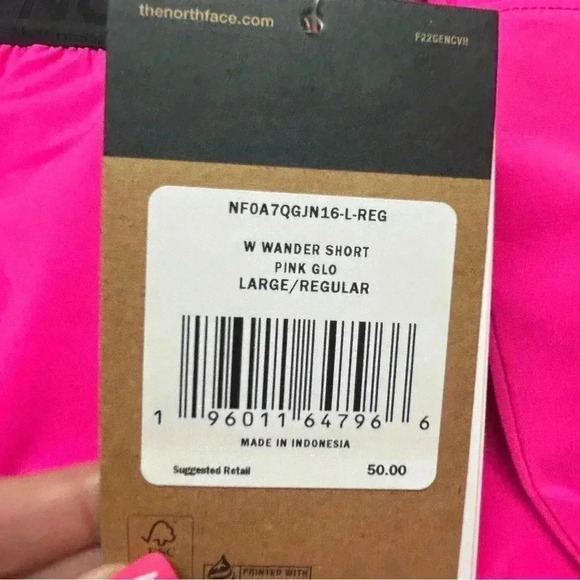 thenorthface.com
F22GENCVR
NF0A7QGJN16-L-REG
W WANDER SHORT
PINK GLO
LARGE/REGULAR
1 96011 64796 6
MADE IN INDONESIA
Suggested Retail 50.00
FSC
PRINTED WITH